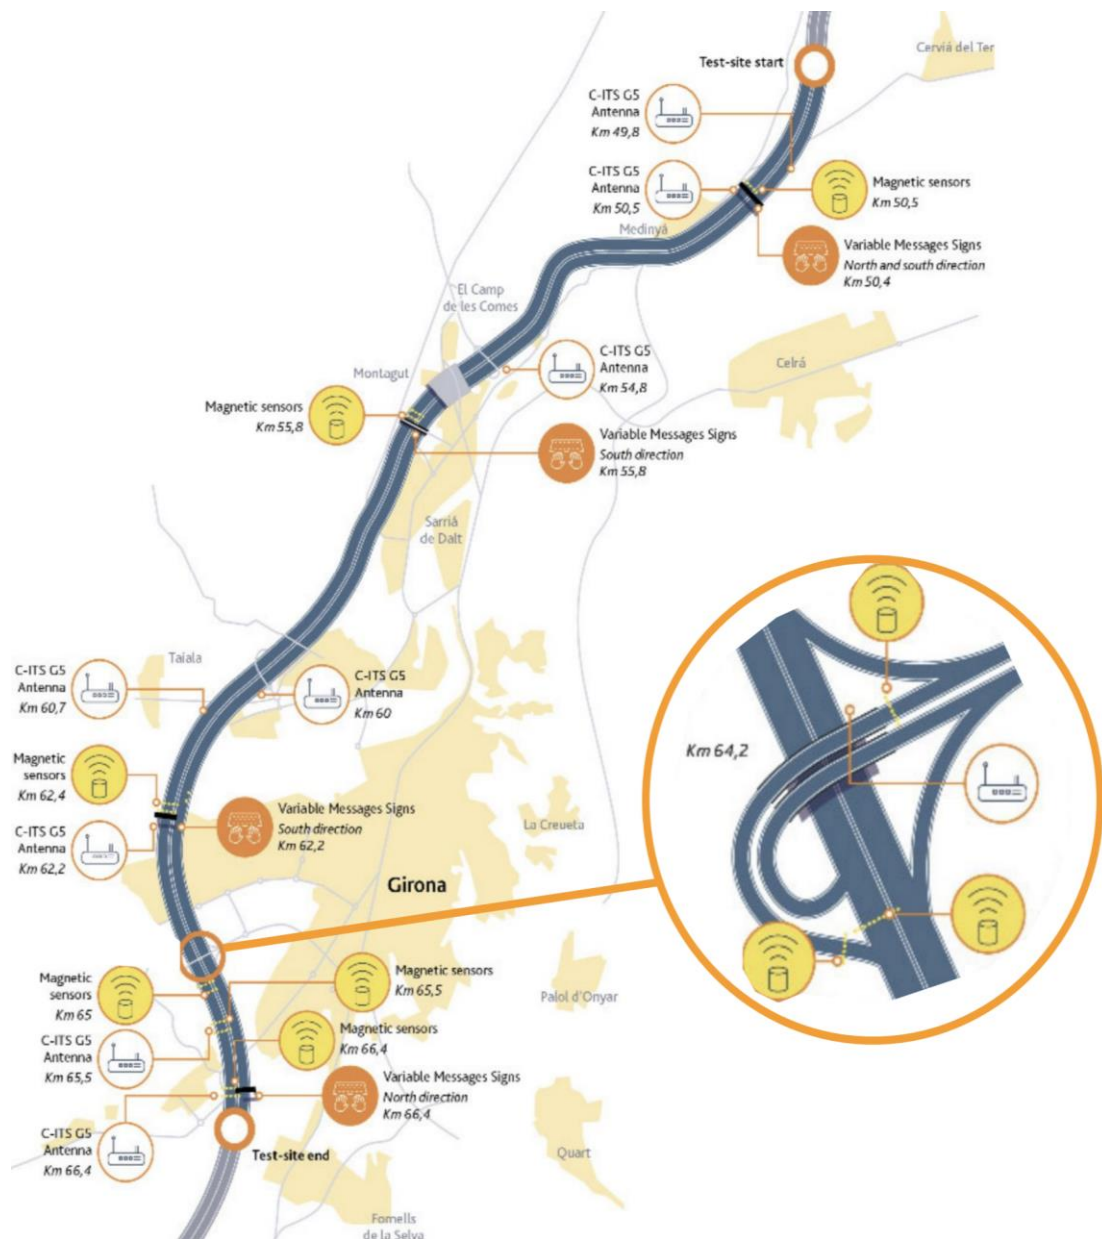 Cerviá del Ter
Test-site start
C-ITS G5
Antenna
Km 49,8
C-ITS G5
Antenna
Km 50,5
Magnetic sensors
Km 50,5
Medinyá
Variable Messages Signs
North and south direction
Km 50,4
El Camp
de les Comes
C-ITS G5
Antenna
Km 54,8
Celrá
Montagut
Magnetic sensors
Km 55,8
Variable Messages Signs
South direction
Km 55,8
Sarriá
de Dalt
Taíala
C-ITS G5
Antenna
Km 60,7
C-ITS G5
Antenna
Km 60
Magnetic
sensors
Km 62,4
Km 64,2
Variable Messages Signs
South direction
Km 62,2
C-ITS G5
Antenna
Km 62,2
La Creueta
Girona
Magnetic
sensors
Km 65
Magnetic sensors
Km 65,5
Palol d'Onyar
Magnetic sensors
Km 66,4
C-ITS G5
Antenna
Km 65,5
Variable Messages Signs
North direction
Km 66,4
C-ITS G5
Antenna
Km 66,4
Test-site end
Quart
Fornells
de la Selva